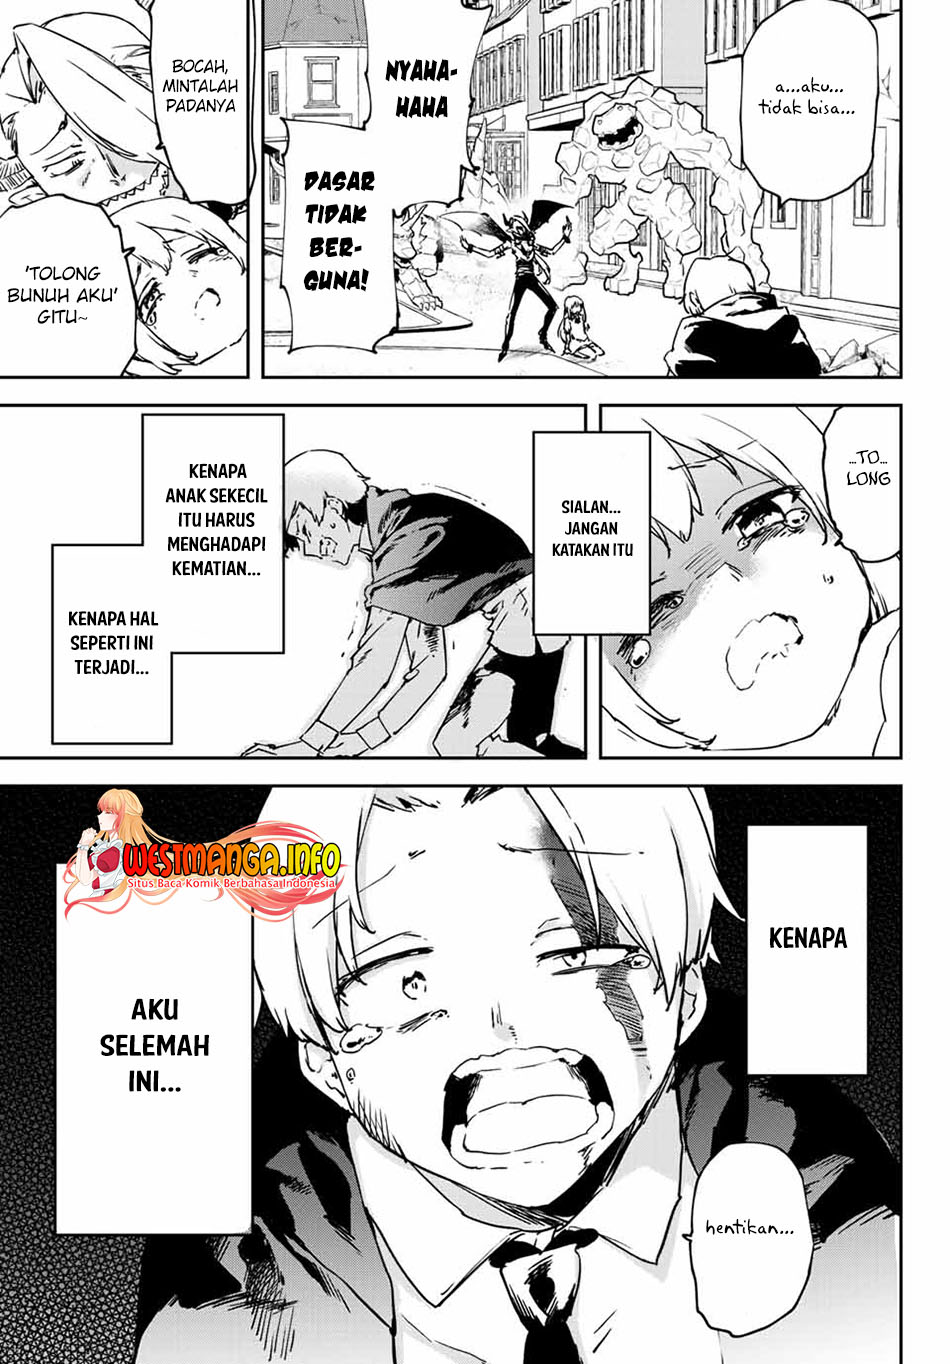 a...aku...
tidak bisa...
NYAHA-
HAHA
DASAR
TIDAK
BER-
GUNA!
BOCAH,
MINTALAH
PADANYA
'TOLONG
BUNUH AKU'
GITU~
...TO...
LONG
SIALAN...
JANGAN
KATAKAN ITU
KENAPA
ANAK SEKECIL
ITU HARUS
MENGHADAPI
KEMATIAN...
KENAPA HAL
SEPERTI INI
TERJADI...
KENAPA
WESTMANGA.INFO
Situs Baca Komik Berbahasa Indonesia
AKU
SELEMAH
INI...
hentikan...